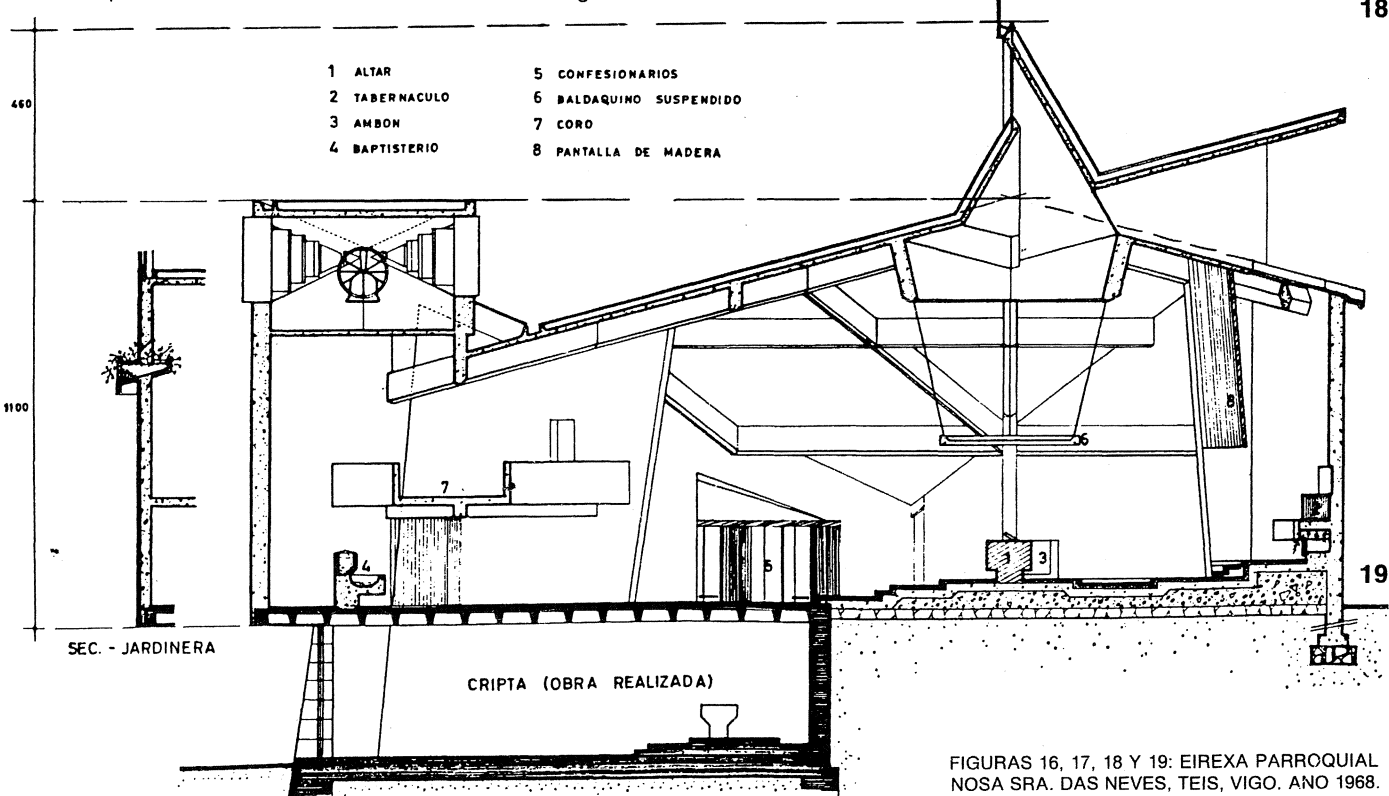 18
1 ALTAR
2 TABERNACULO
3 AMBON
4 BAPTISTERIO
5 CONFESIONARIOS
6 BALDAQUINO SUSPENDIDO
7 CORO
8 PANTALLA DE MADERA
460
1100
8
6
7
4
5
1
3
19
SEC. - JARDINERA
CRIPTA (OBRA REALIZADA)
FIGURAS 16, 17, 18 Y 19: EIREXA PARROQUIAL
NOSA SRA. DAS NEVES, TEIS, VIGO. ANO 1968.